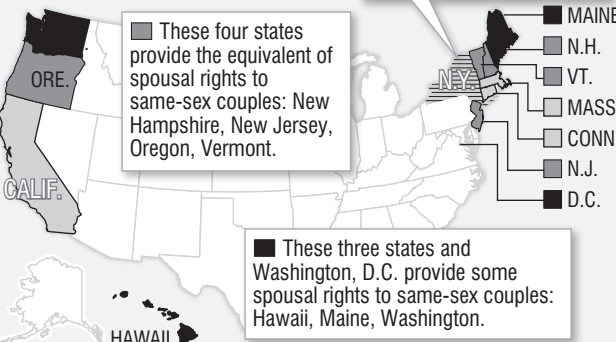 These four states
provide the equivalent of
spousal rights to
same-sex couples: New
Hampshire, New Jersey,
Oregon, Vermont.
ORE.
CALIF.
N.Y.
MAINE
N.H.
VT.
MASS
CONN
N.J.
D.C.
These three states and
Washington, D.C. provide some
spousal rights to same-sex couples:
Hawaii, Maine, Washington.
HAWAII